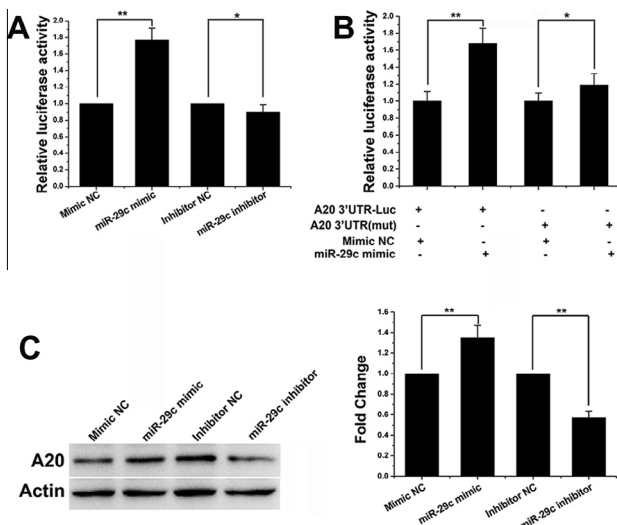 A
Relative luciferase activity
2.0
1.8
1.6
1.4
1.2
1.0
0.8
0.6
0.4
0.2
0.0
**
*
Mimic NC
miR-29c mimic
Inhibitor NC
miR-29c inhibitor
B
Relative luciferase activity
2.0
1.8
1.6
1.4
1.2
1.0
0.8
0.6
0.4
0.2
0.0
**
*
A20 3'UTR-Luc + + - -
A20 3'UTR(mut) - - + +
Mimic NC + - + -
miR-29c mimic - + - +
C
Mimic NC
miR-29c mimic
Inhibitor NC
miR-29c inhibitor
A20
Actin
Fold Change
1.6
1.4
1.2
1.0
0.8
0.6
0.4
0.2
0.0
**
**
Mimic NC
miR-29c mimic
Inhibitor NC
miR-29c inhibitor